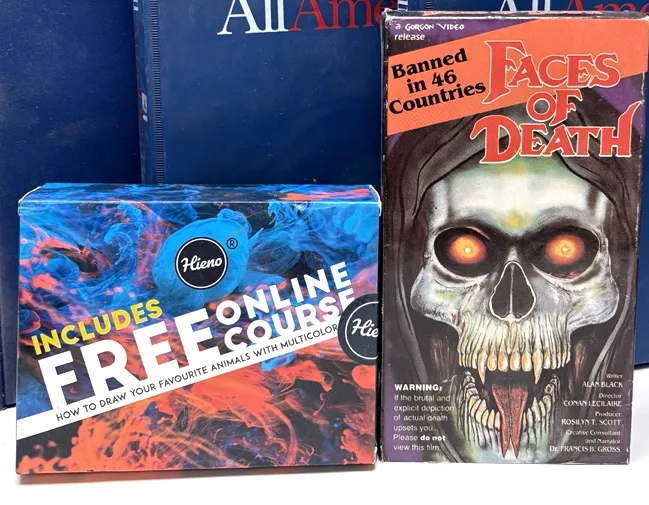 All Ame
All
a GORGON VIDEO
release
Banned
in 46
Countries
FACES
OF
DEATH
WARNING:
If the brutal and
explicit depiction
of actual death
upsets you...
Please do not
view this film.
Writer
ALAN BLACK
Director
CONAN LECILAIRE
Producer
ROSILYN T. SCOTT
Creative Consultant
and Narrator
Dr. FRANCIS B. GROSS
Hieno ®
INCLUDES
FREE ONLINE
COURSE
HOW TO DRAW YOUR FAVOURITE ANIMALS WITH MULTICOLOR
Hie